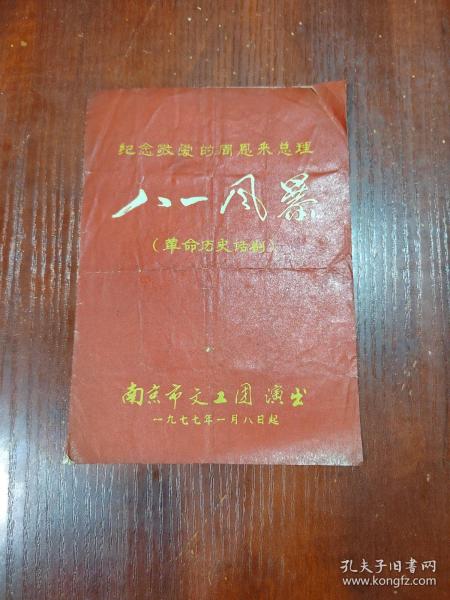 纪念敬爱的周恩来总理
八一风暴
(革命历史话剧)
南京市文工团 演出
一九七七年一月八日起
孔夫子旧书网
www.kongfz.com